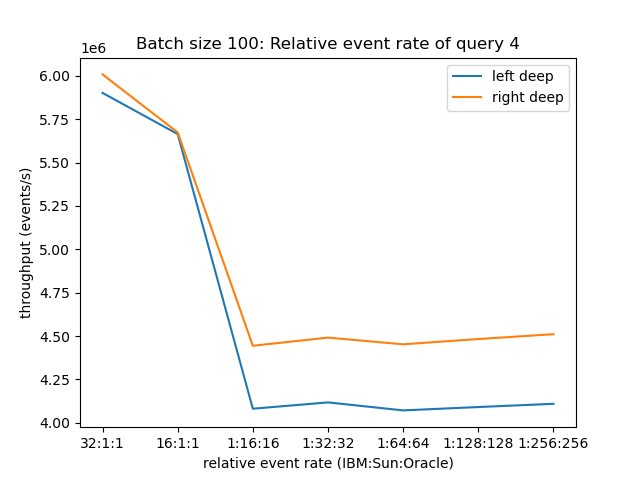 Batch size 100: Relative event rate of query 4
1e6
6.00
5.75
5.50
5.25
5.00
4.75
4.50
4.25
4.00
throughput (events/s)
left deep
right deep
32:1:1 16:1:1 1:16:16 1:32:32 1:64:64 1:128:128 1:256:256
relative event rate (IBM:Sun:Oracle)